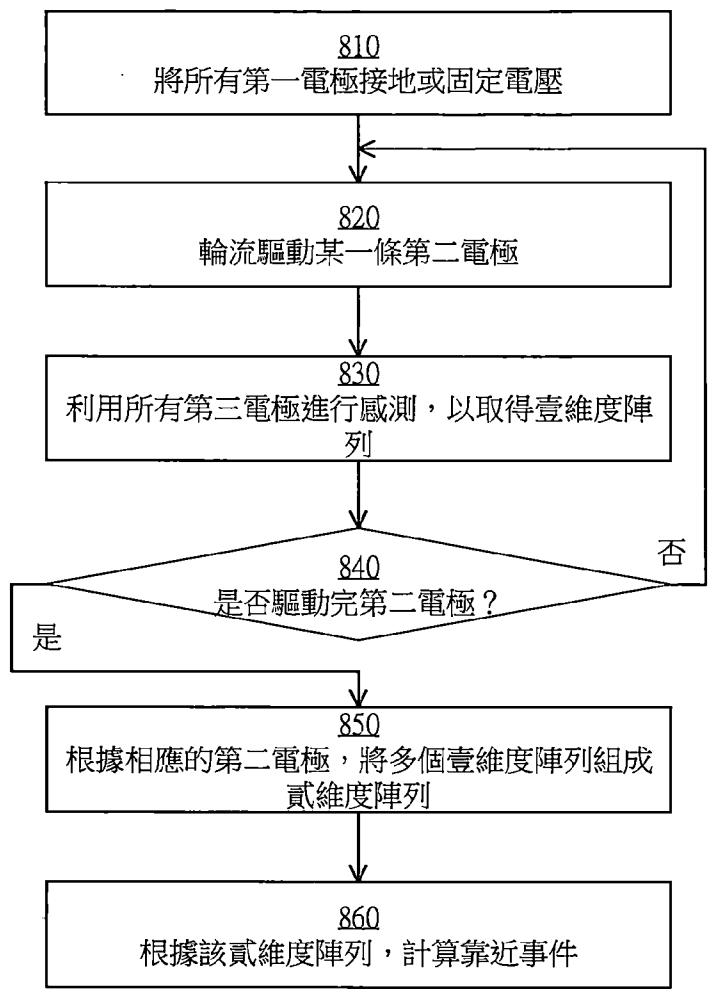 810
將所有第一電極接地或固定電壓
820
輪流驅動某一條第二電極
830
利用所有第三電極進行感測，以取得壹維度陣
列
840
是否驅動完第二電極？
否
是
850
根據相應的第二電極，將多個壹維度陣列組成
貳維度陣列
860
根據該貳維度陣列，計算靠近事件